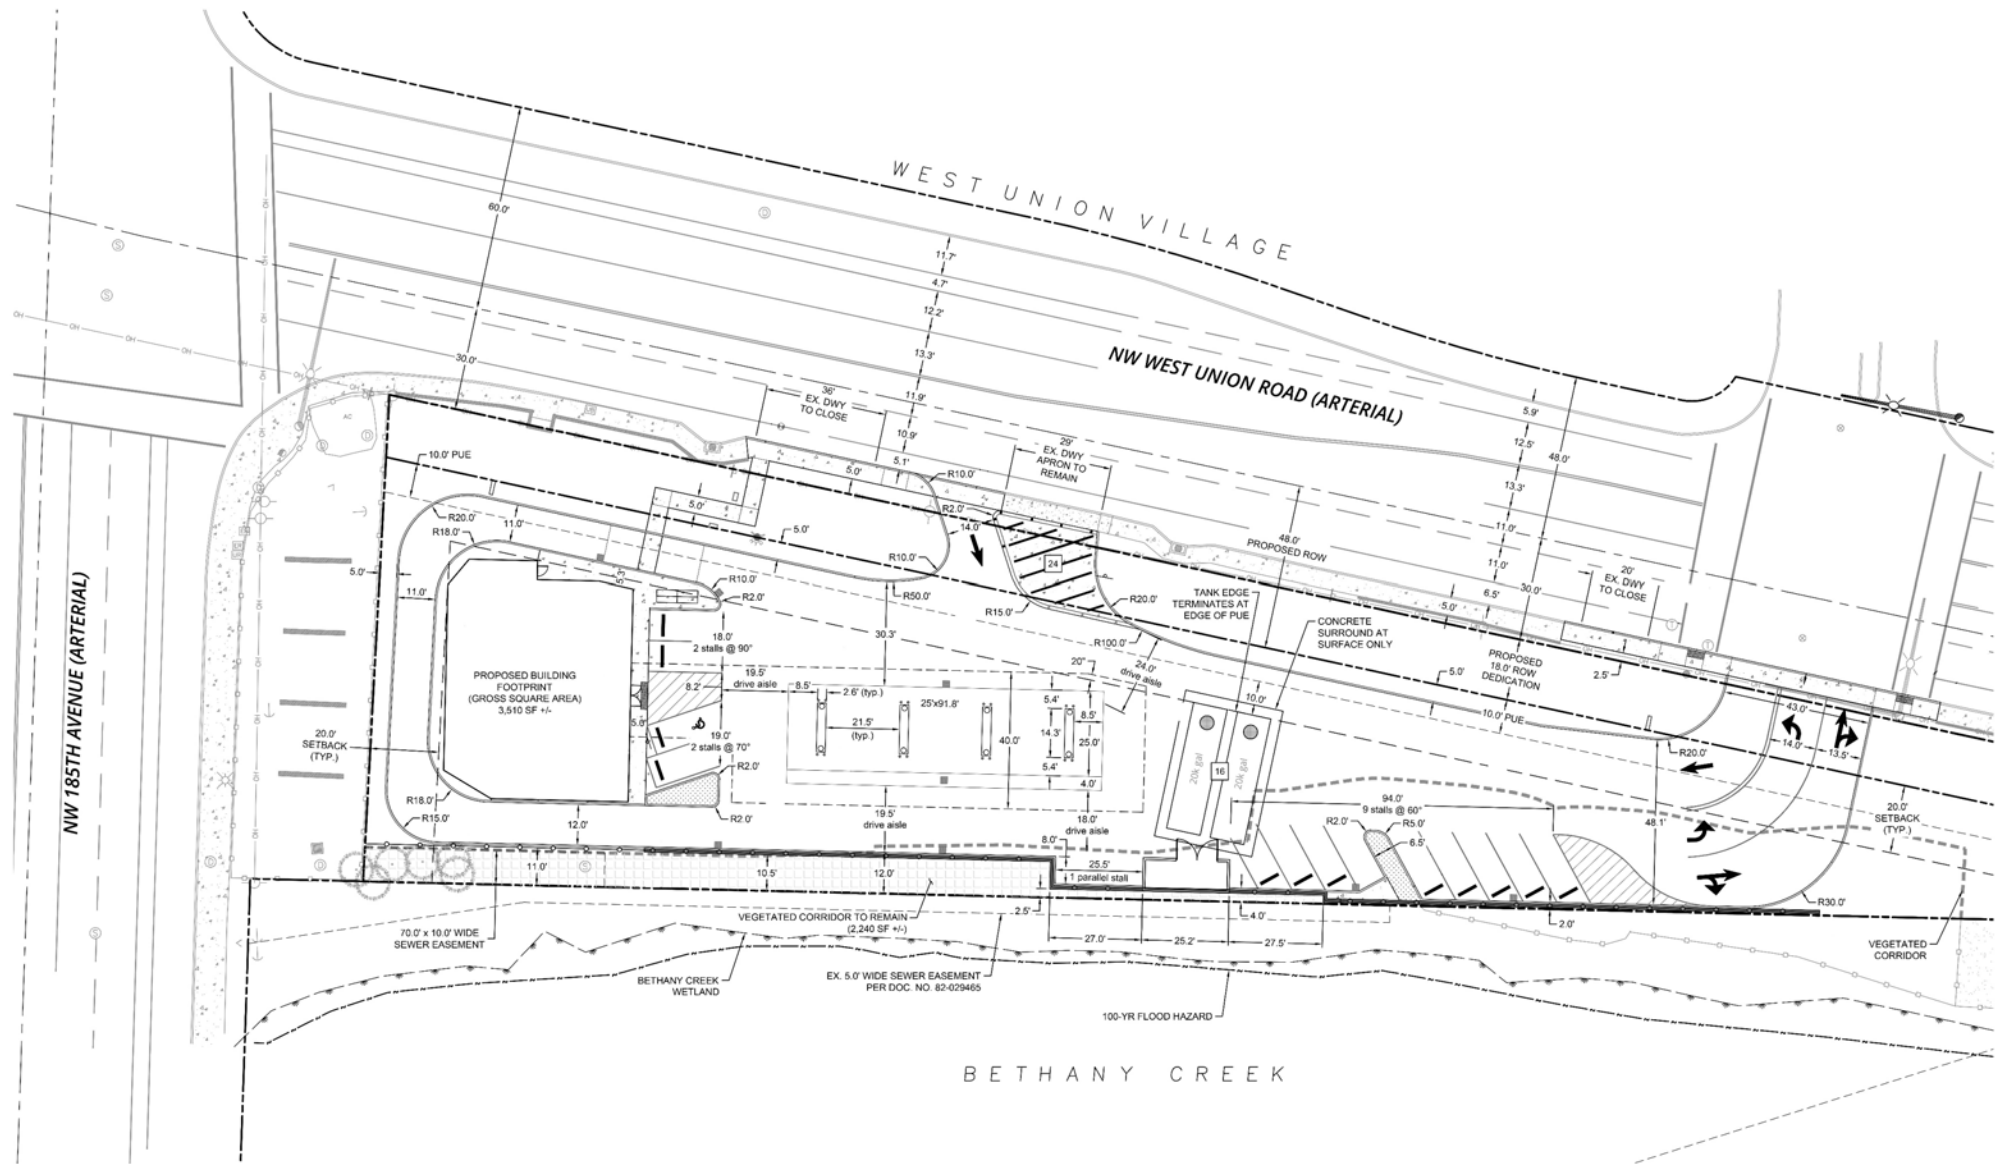 WEST UNION VILLAGE
60.0'
11.7'
4.7'
12.2'
13.3'
NW WEST UNION ROAD (ARTERIAL)
30.0'
36'
EX. DWY
TO CLOSE
11.9'
10.9'
5.1'
5.0'
29'
EX. DWY
APRON TO
REMAIN
5.9'
12.5'
48.0'
13.3'
11.0'
11.0'
30.0'
20'
EX. DWY
TO CLOSE
6.5'
5.0'
AC
10.0' PUE
R10.0'
R2.0'
14.0'
5.0'
5.0'
R20.0'
11.0'
R18.0'
R10.0'
24
48.0'
PROPOSED ROW
5.0'
11.0'
5.3'
R10.0'
R2.0'
R50.0'
R15.0'
R20.0'
R100.0'
TANK EDGE
TERMINATES AT
EDGE OF PUE
CONCRETE
SURROUND AT
SURFACE ONLY
PROPOSED
18.0' ROW
DEDICATION
2.5'
5.0'
10.0' PUE
NW 185TH AVENUE (ARTERIAL)
PROPOSED BUILDING
FOOTPRINT
(GROSS SQUARE AREA)
3,510 SF +/-
18.0'
2 stalls @ 90°
30.3'
19.5'
drive aisle
8.2'
8.5'
2.6' (typ.)
25'x91.8'
21.5'
(typ.)
20"
24.0'
drive aisle
5.4'
8.5'
14.3'
25.0'
5.4'
4.0'
40.0'
10.0'
20k gal
20k gal
16
43.0'
14.0'
13.5'
R20.0'
5.0'
19.0'
2 stalls @ 70°
R2.0'
20.0'
SETBACK
(TYP.)
R18.0'
R15.0'
12.0'
R2.0'
19.5'
drive aisle
18.0'
drive aisle
8.0'
25.5'
1 parallel stall
94.0'
9 stalls @ 60°
R2.0'
R5.0'
6.5'
48.1'
20.0'
SETBACK
(TYP.)
R30.0'
11.0'
10.5'
12.0'
2.5'
4.0'
2.0'
27.0'
25.2'
27.5'
70.0' x 10.0' WIDE
SEWER EASEMENT
VEGETATED CORRIDOR TO REMAIN
(2,240 SF +/-)
BETHANY CREEK
WETLAND
EX. 5.0' WIDE SEWER EASEMENT
PER DOC. NO. 82-029465
100-YR FLOOD HAZARD
VEGETATED
CORRIDOR
BETHANY CREEK